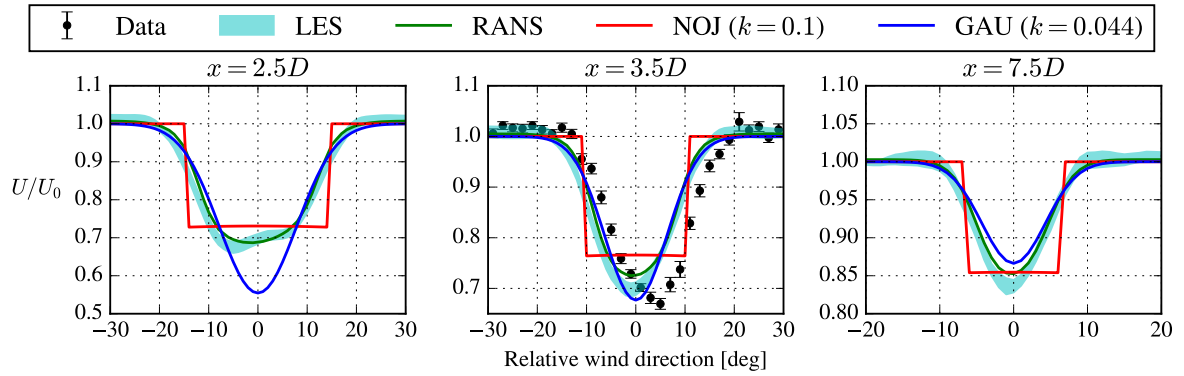 Data LES RANS NOJ (k = 0.1) GAU (k = 0.044)
x = 2.5D x = 3.5D x = 7.5D
U/U₀
1.1
1.0
0.9
0.8
0.7
0.6
0.5
−30 −20 −10 0 10 20 30
1.1
1.0
0.9
0.8
0.7
−30 −20 −10 0 10 20 30
1.10
1.05
1.00
0.95
0.90
0.85
0.80
−20 −10 0 10 20
Relative wind direction [deg]